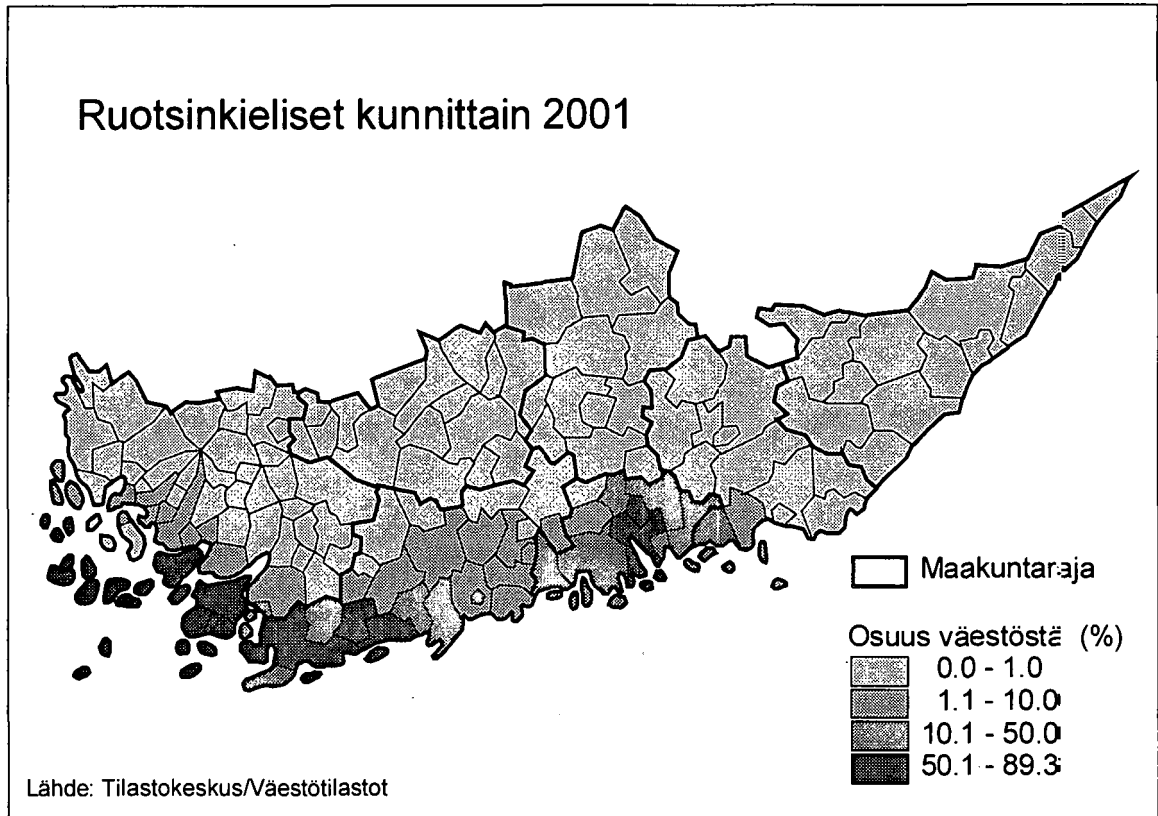 Ruotsinkieliset kunnittain 2001
Maakuntaraja
Osuus väestöstä (%)
0.0 - 1.0
1.1 - 10.0
10.1 - 50.0
50.1 - 89.3
Lähde: Tilastokeskus/Väestötilastot